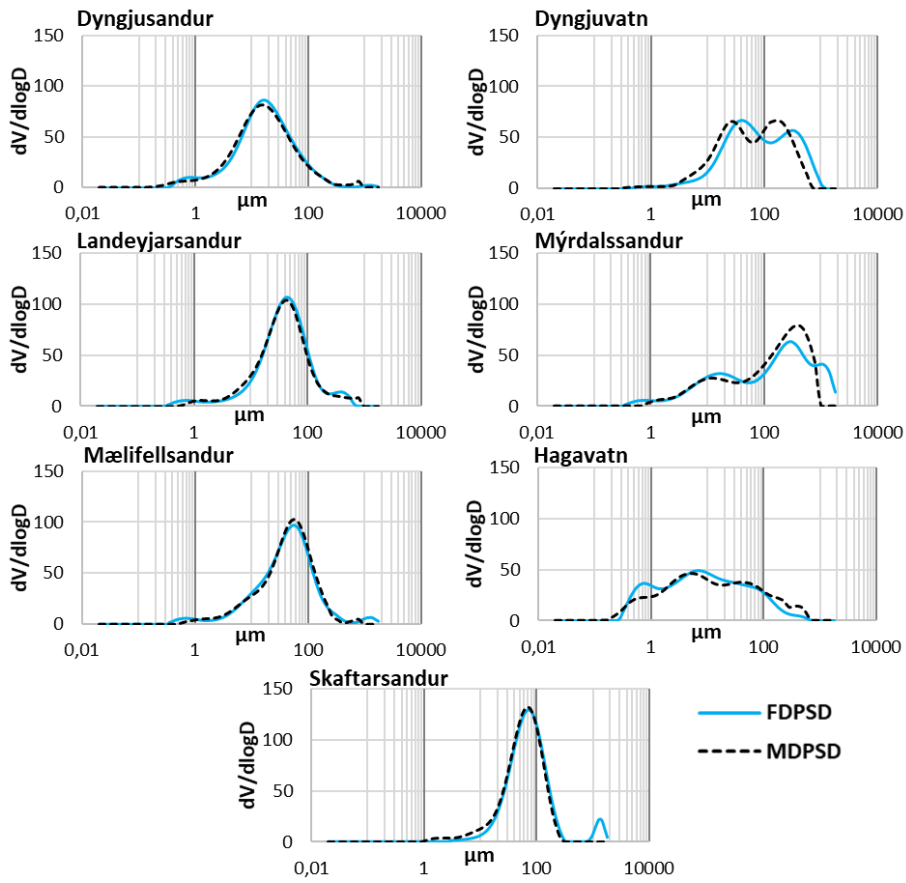 Dyngjusandur
150
100
50
0
dV/dlogD
0,01
1
100
10000
µm
Dyngjuvatn
150
100
50
0
dV/dlogD
0,01
1
100
10000
µm
Landeyjarsandur
150
100
50
0
dV/dlogD
0,01
1
100
10000
µm
Mýrdalssandur
150
100
50
0
dV/dlogD
0,01
1
100
10000
µm
Mælifellsandur
150
100
50
0
dV/dlogD
0,01
1
100
10000
µm
Hagavatn
150
100
50
0
dV/dlogD
0,01
1
100
10000
µm
Skaftarsandur
150
100
50
0
dV/dlogD
0,01
1
100
10000
µm
FDPSD
MDPSD